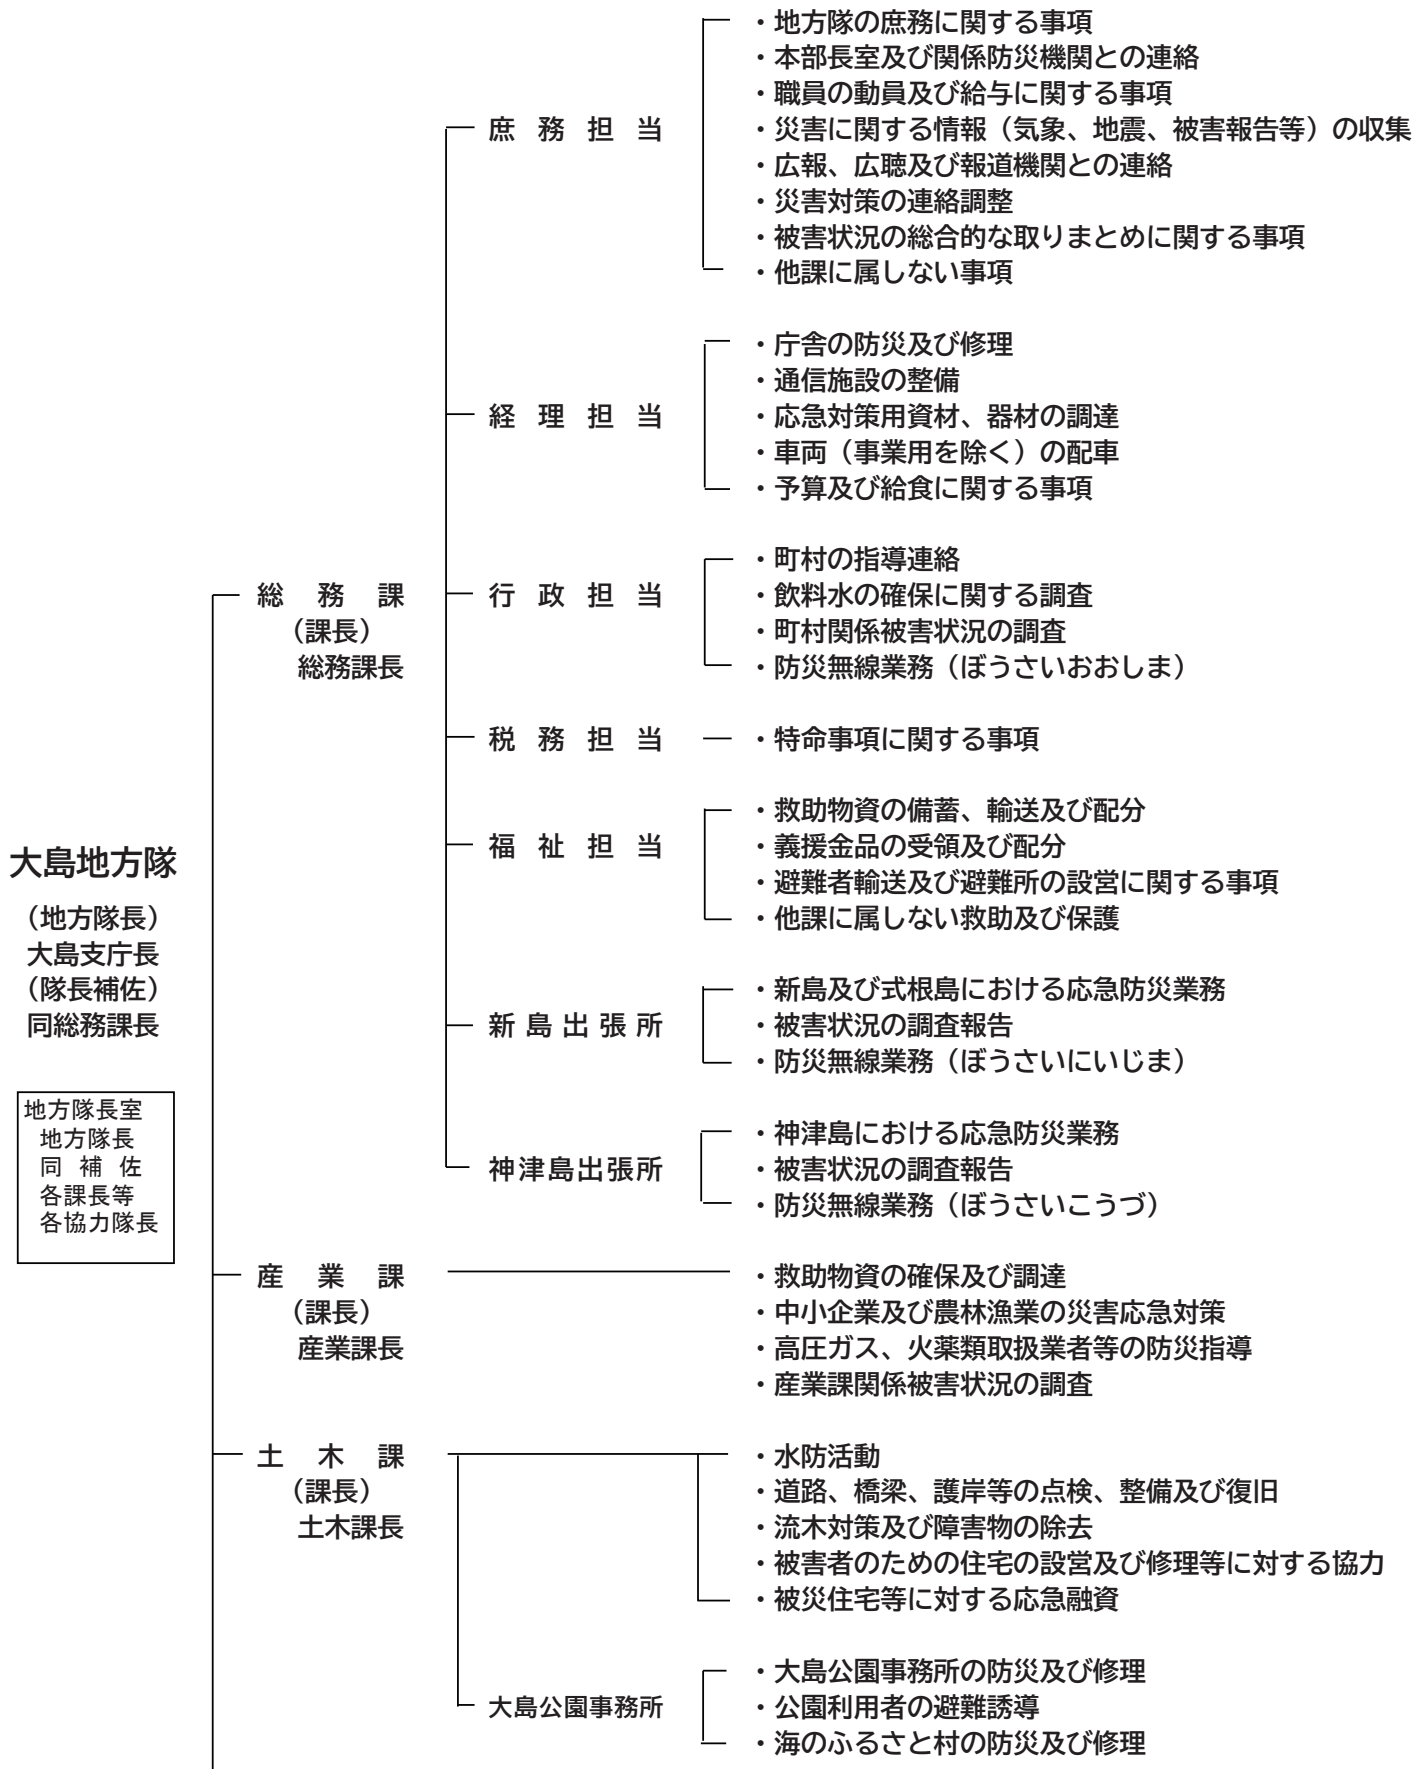 大島地方隊
（地方隊長）
大島支庁長
（隊長補佐）
同総務課長
地方隊長室
地方隊長
同 補 佐
各課長等
各協力隊長
総 務 課
（課長）
総務課長
庶 務 担 当
・地方隊の庶務に関する事項
・本部長室及び関係防災機関との連絡
・職員の動員及び給与に関する事項
・災害に関する情報（気象、地震、被害報告等）の収集
・広報、広聴及び報道機関との連絡
・災害対策の連絡調整
・被害状況の総合的な取りまとめに関する事項
・他課に属しない事項
経 理 担 当
・庁舎の防災及び修理
・通信施設の整備
・応急対策用資材、器材の調達
・車両（事業用を除く）の配車
・予算及び給食に関する事項
行 政 担 当
・町村の指導連絡
・飲料水の確保に関する調査
・町村関係被害状況の調査
・防災無線業務（ぼうさいおおしま）
税 務 担 当
・特命事項に関する事項
福 祉 担 当
・救助物資の備蓄、輸送及び配分
・義援金品の受領及び配分
・避難者輸送及び避難所の設営に関する事項
・他課に属しない救助及び保護
新 島 出 張 所
・新島及び式根島における応急防災業務
・被害状況の調査報告
・防災無線業務（ぼうさいにいじま）
神津島出張所
・神津島における応急防災業務
・被害状況の調査報告
・防災無線業務（ぼうさいこうづ）
産 業 課
（課長）
産業課長
・救助物資の確保及び調達
・中小企業及び農林漁業の災害応急対策
・高圧ガス、火薬類取扱業者等の防災指導
・産業課関係被害状況の調査
土 木 課
（課長）
土木課長
・水防活動
・道路、橋梁、護岸等の点検、整備及び復旧
・流木対策及び障害物の除去
・被害者のための住宅の設営及び修理等に対する協力
・被災住宅等に対する応急融資
大島公園事務所
・大島公園事務所の防災及び修理
・公園利用者の避難誘導
・海のふるさと村の防災及び修理